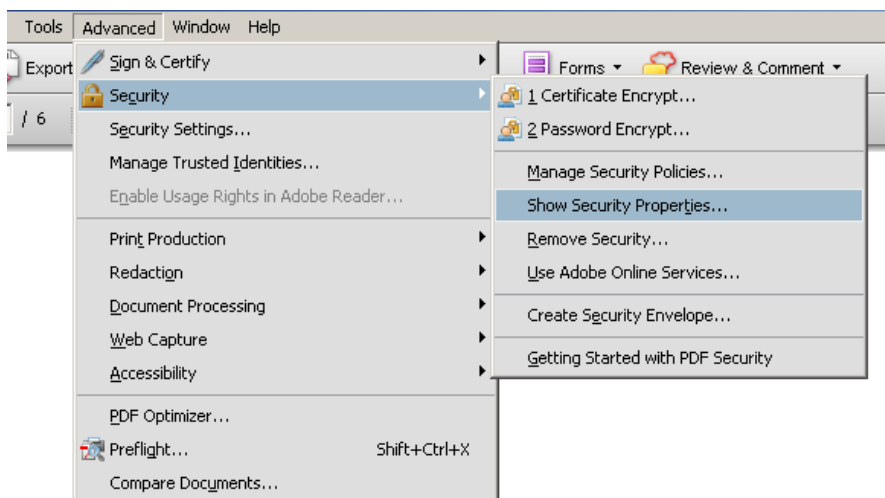 Tools Advanced Window Help
Export
Forms
Review & Comment
/ 6
Sign & Certify
Security
Security Settings...
Manage Trusted Identities...
Enable Usage Rights in Adobe Reader...
Print Production
Redaction
Document Processing
Web Capture
Accessibility
PDF Optimizer...
Preflight... Shift+Ctrl+X
Compare Documents...
1 Certificate Encrypt...
2 Password Encrypt...
Manage Security Policies...
Show Security Properties...
Remove Security...
Use Adobe Online Services...
Create Security Envelope...
Getting Started with PDF Security